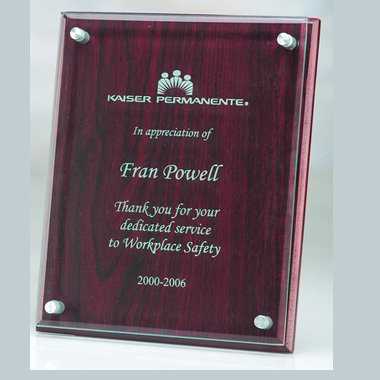 KAISER PERMANENTE®
In appreciation of
Fran Powell
Thank you for your
dedicated service
to Workplace Safety
2000-2006